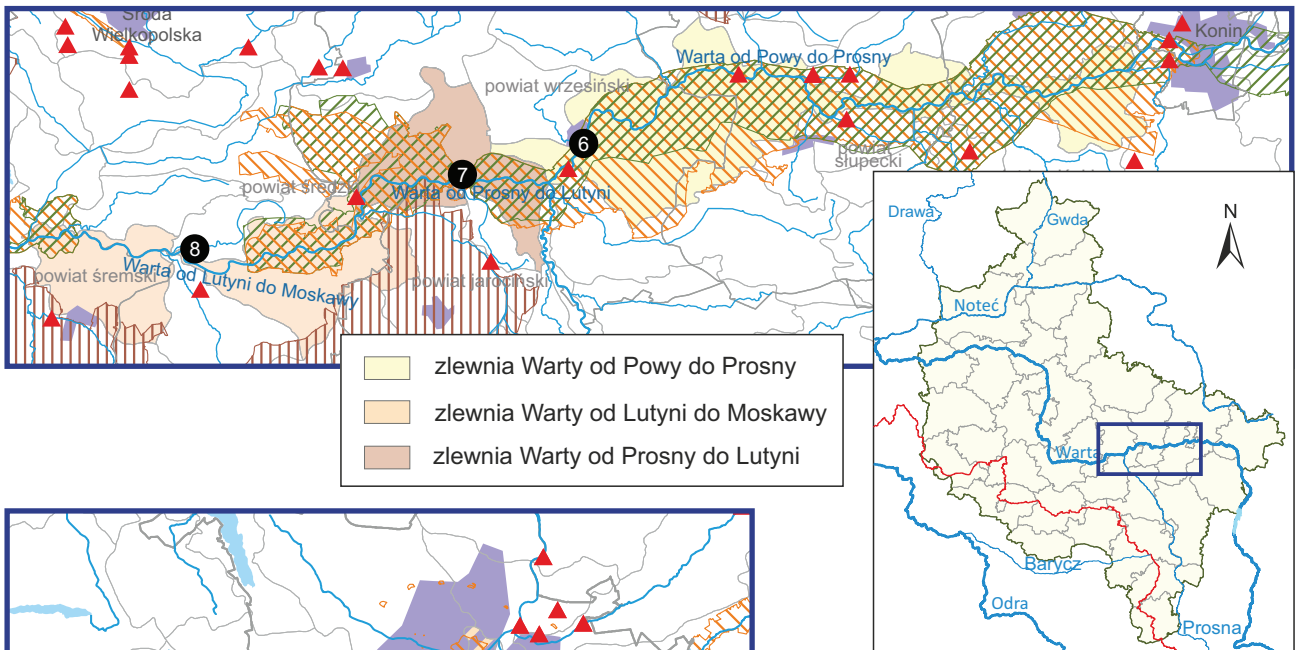 Środa
Wielkopolska
Konin
Warta od Powy do Prosny
powiat wrzesiński
6
powiat
słupecki
7
powiat średzki
Warta od Prosny do Lutyni
8
powiat śremski
Warta od Lutyni do Moskawy
powiat jarociński
zlewnia Warty od Powy do Prosny
zlewnia Warty od Lutyni do Moskawy
zlewnia Warty od Prosny do Lutyni
Drawa
Gwda
N
Noteć
Warta
Barycz
Odra
Prosna